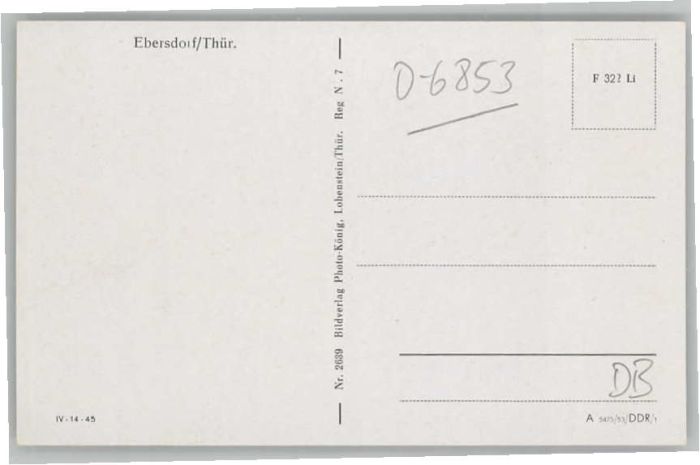 Ebersdorf/Thür.
Nr. 2639 Bildverlag Photo-König, Lobenstein/Thür. Reg N. 7
D-6853
F 322 Li
DB
IV-14-45
A 5475/53/DDR/1